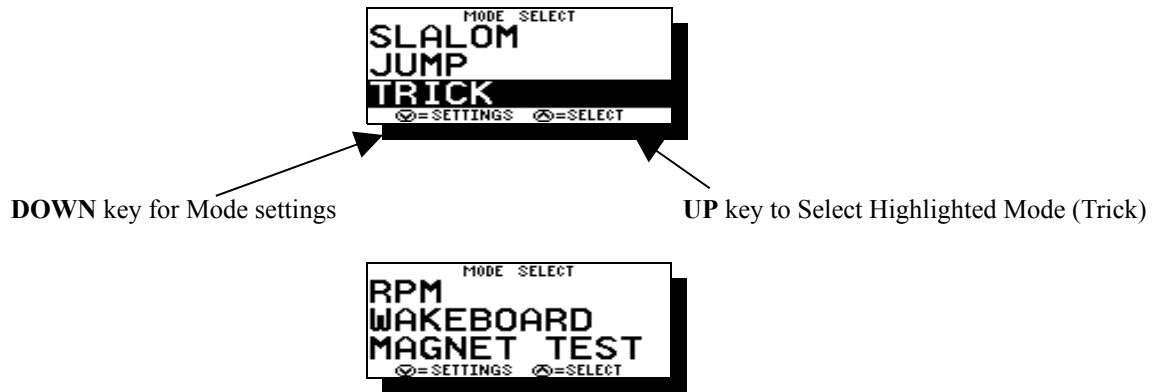 MODE SELECT
SLALOM
JUMP
TRICK
=SETTINGS =SELECT
DOWN key for Mode settings
UP key to Select Highlighted Mode (Trick)
MODE SELECT
RPM
WAKEBOARD
MAGNET TEST
=SETTINGS =SELECT